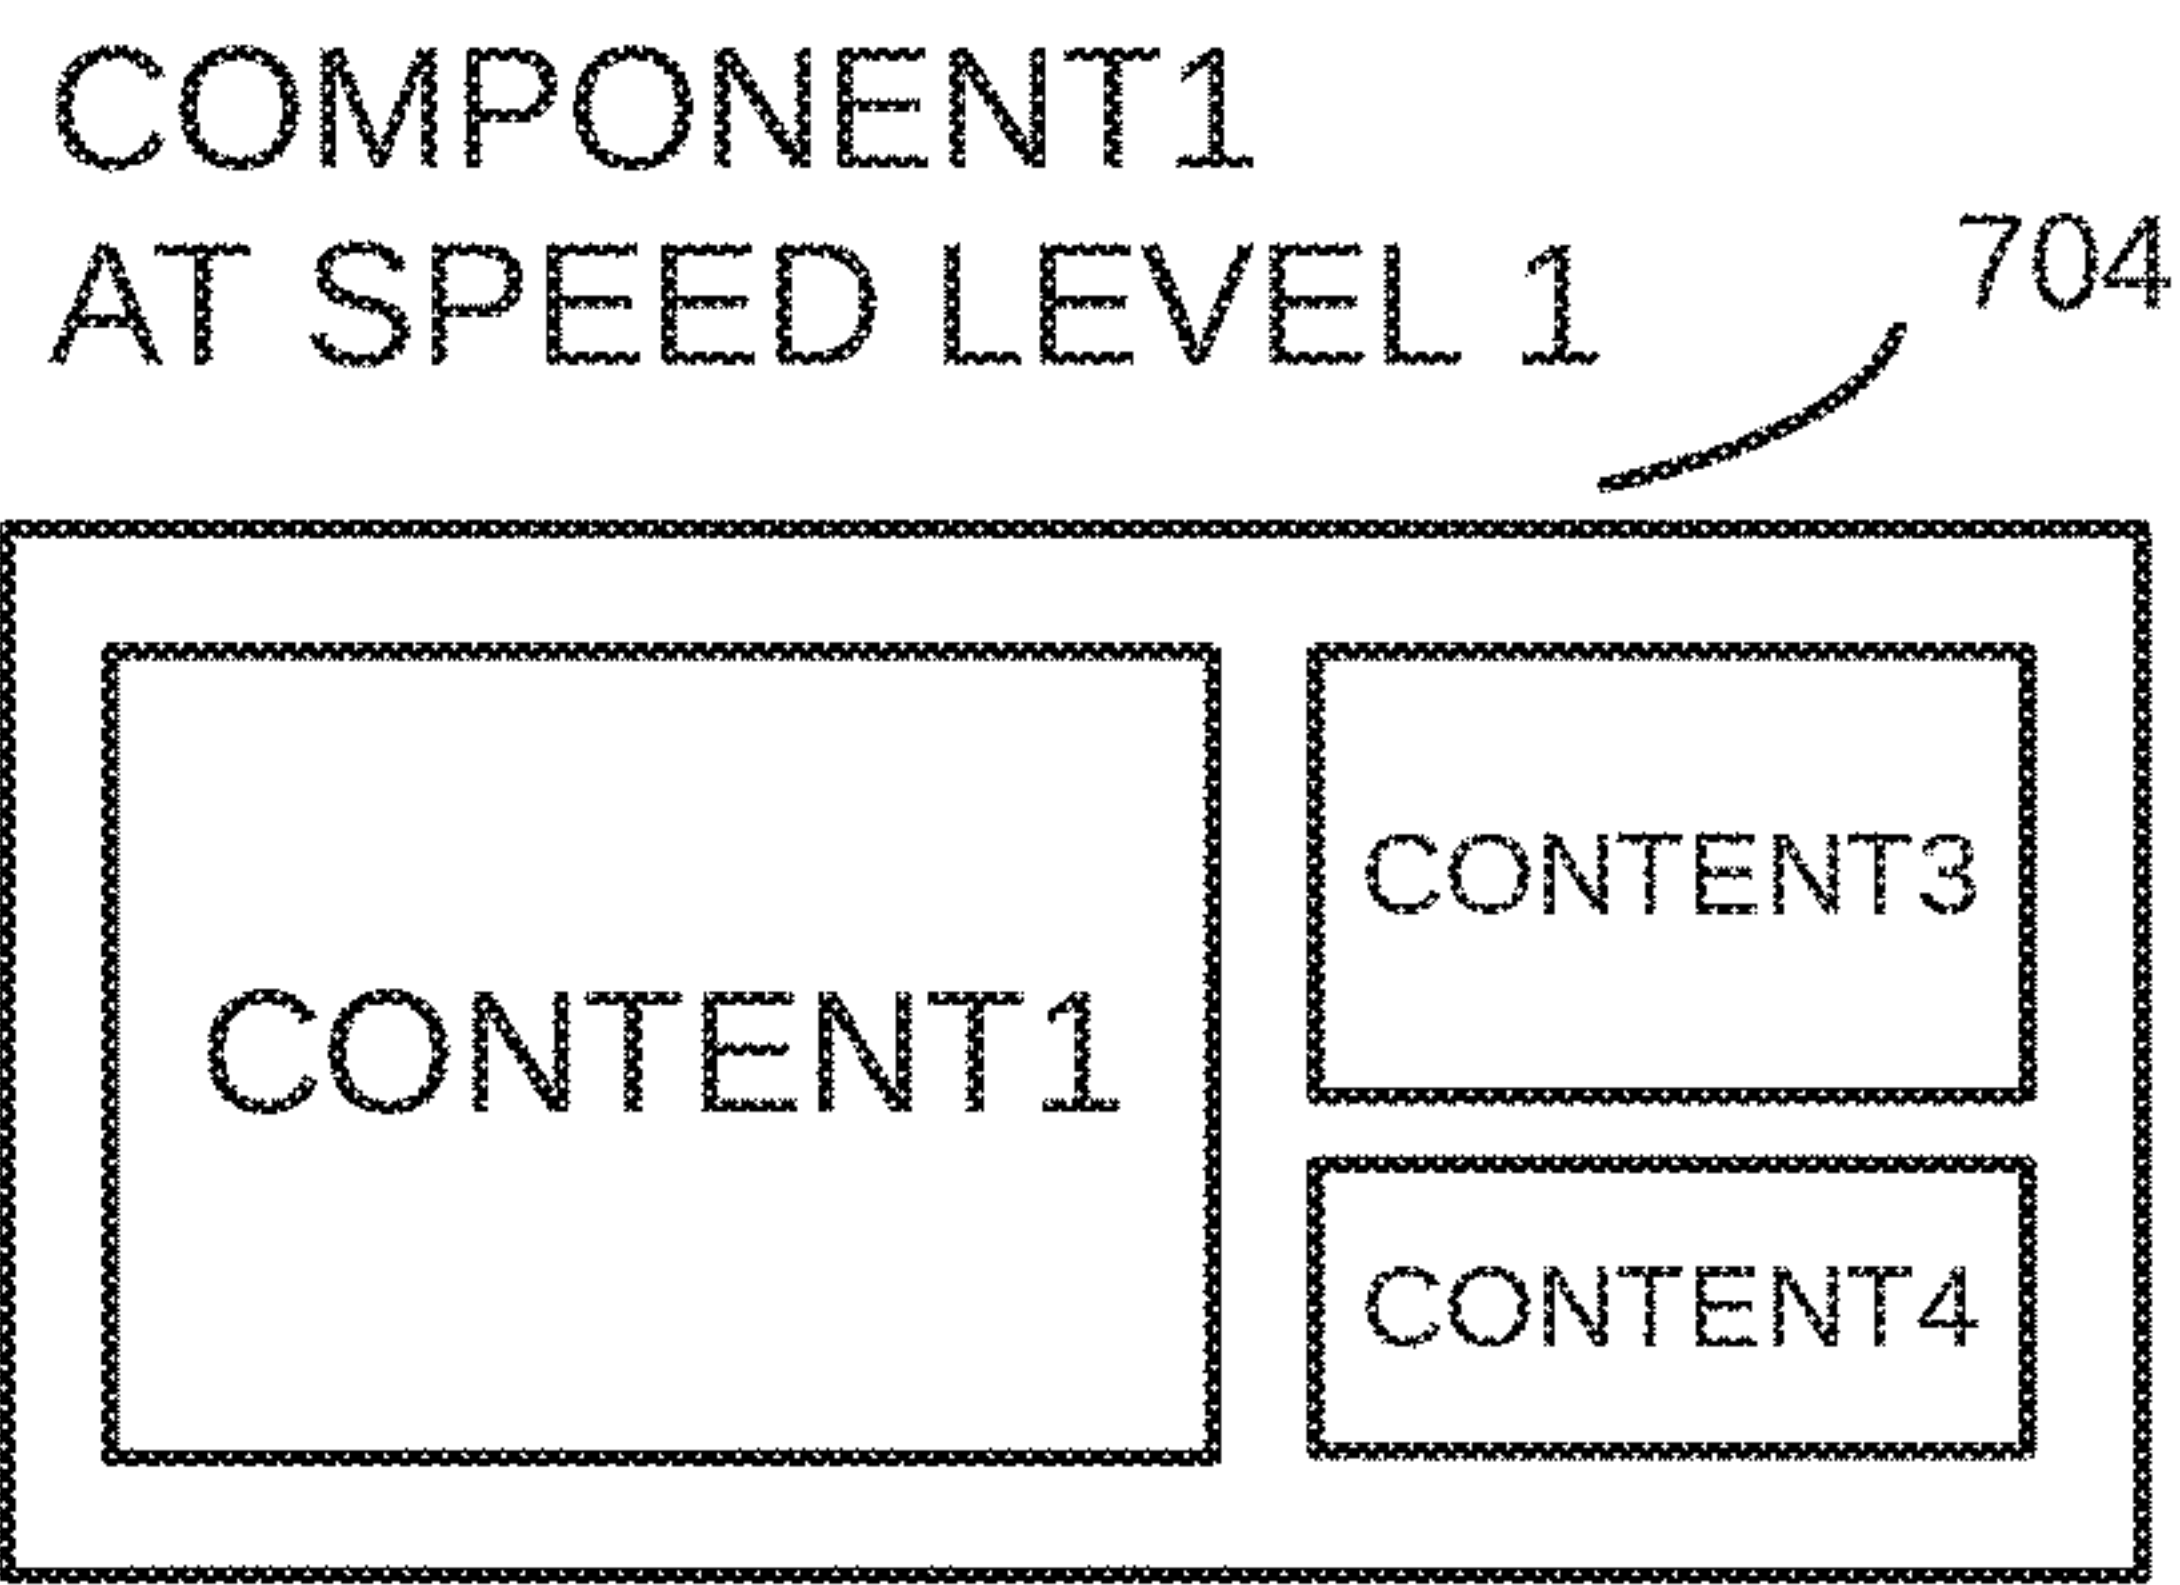 COMPONENT1
AT SPEED LEVEL 1
704
CONTENT1
CONTENT3
CONTENT4